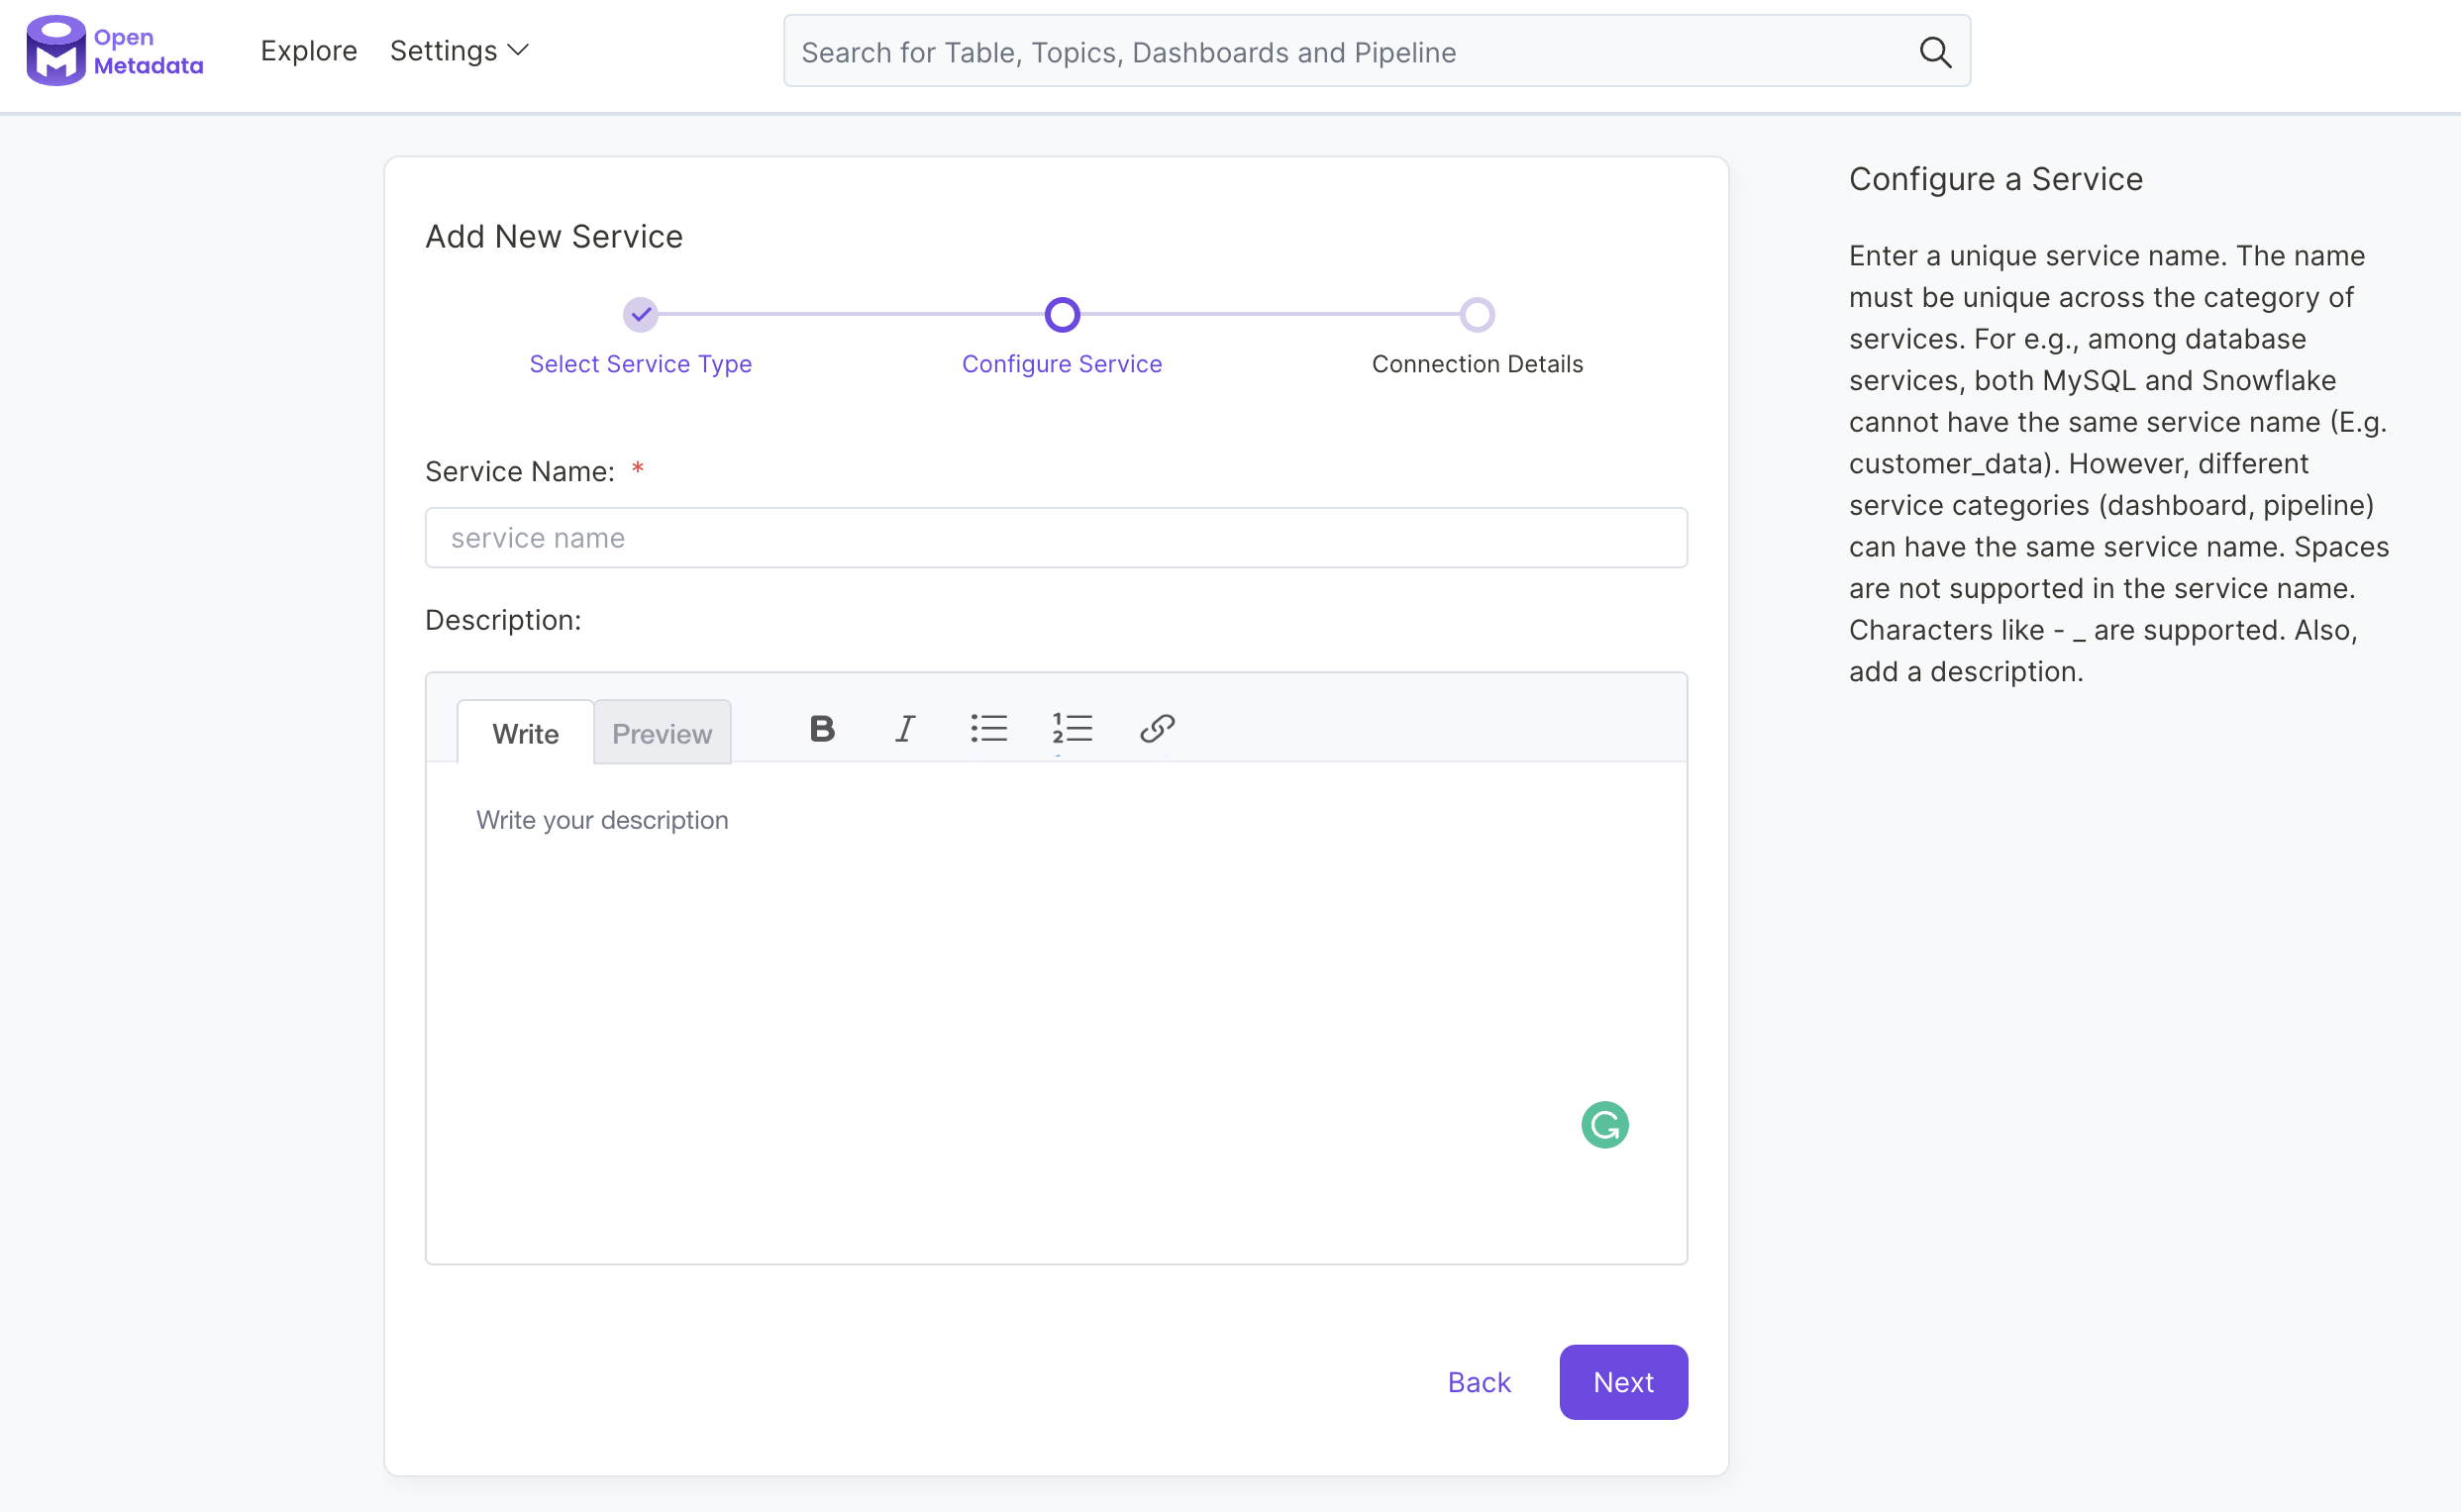 Open
Metadata
Explore
Settings
Search for Table, Topics, Dashboards and Pipeline
Add New Service
Select Service Type
Configure Service
Connection Details
Service Name: *
service name
Description:
Write
Preview
B
I
1
2
Write your description
Back
Next
Configure a Service
Enter a unique service name. The name
must be unique across the category of
services. For e.g., among database
services, both MySQL and Snowflake
cannot have the same service name (E.g.
customer_data). However, different
service categories (dashboard, pipeline)
can have the same service name. Spaces
are not supported in the service name.
Characters like - _ are supported. Also,
add a description.